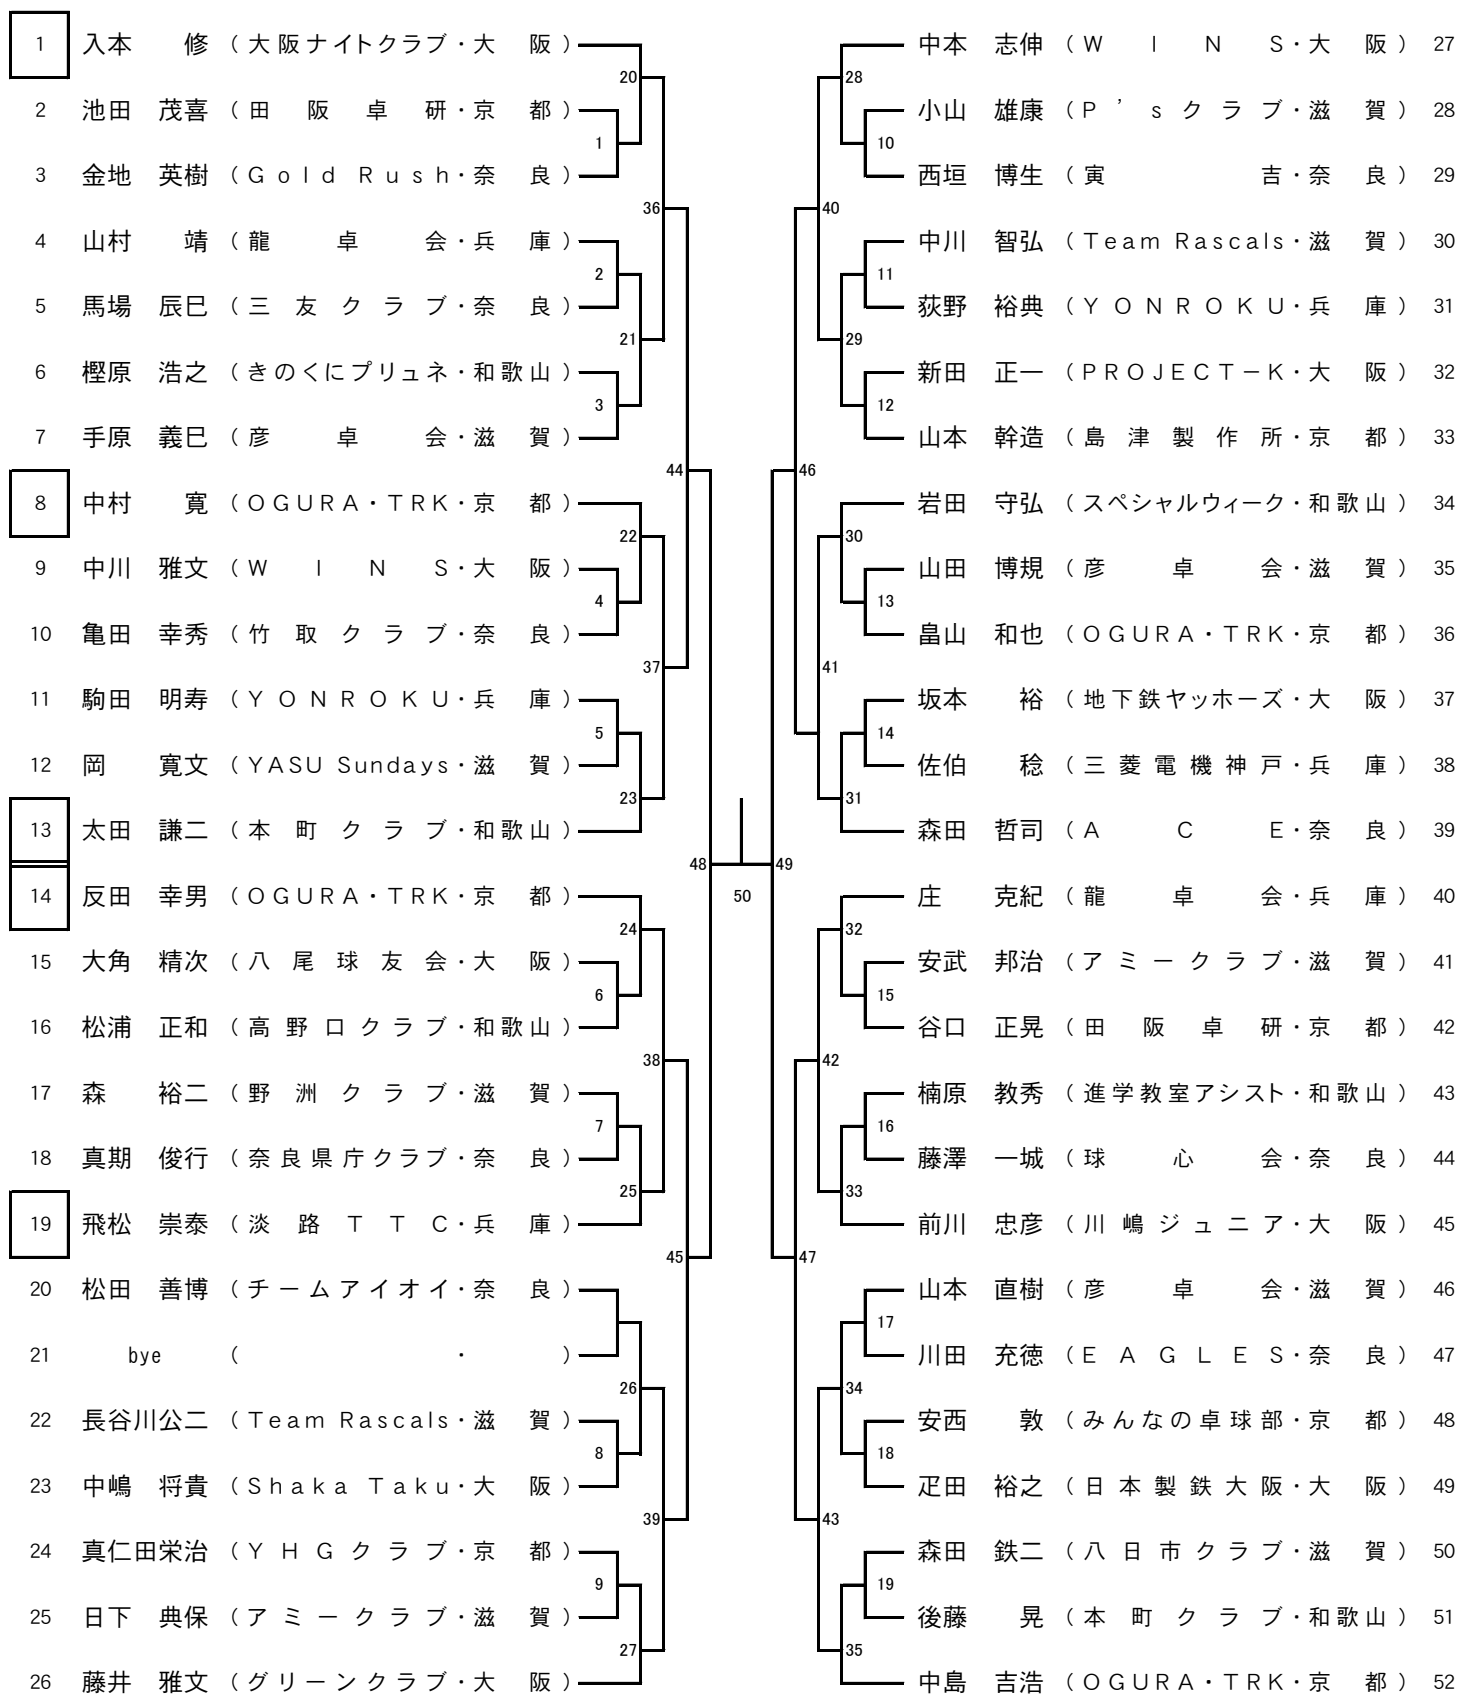 1 入本 修 (大阪ナイトクラブ・大 阪)
2 池田 茂喜 (田 阪 卓 研・京 都)
3 金地 英樹 (Gold Rush・奈 良)
4 山村 靖 (龍 卓 会・兵 庫)
5 馬場 辰巳 (三 友 ク ラ ブ・奈 良)
6 樫原 浩之 (きのくにプリュネ・和歌山)
7 手原 義巳 (彦 卓 会・滋 賀)
8 中村 寛 (OGURA・TRK・京 都)
9 中川 雅文 (W I N S・大 阪)
10 亀田 幸秀 (竹 取 ク ラ ブ・奈 良)
11 駒田 明寿 (YONROKU・兵 庫)
12 岡 寛文 (YASU Sundays・滋 賀)
13 太田 謙二 (本 町 ク ラ ブ・和歌山)
14 反田 幸男 (OGURA・TRK・京 都)
15 大角 精次 (八 尾 球 友 会・大 阪)
16 松浦 正和 (高野口クラブ・和歌山)
17 森 裕二 (野 洲 ク ラ ブ・滋 賀)
18 真期 俊行 (奈良県庁クラブ・奈 良)
19 飛松 崇泰 (淡 路 T T C・兵 庫)
20 松田 善博 (チームアイオイ・奈 良)
21 bye ( ・ )
22 長谷川公二 (Team Rascals・滋 賀)
23 中嶋 将貴 (Shaka Taku・大 阪)
24 真仁田栄治 (YHGクラブ・京 都)
25 日下 典保 (アミークラブ・滋 賀)
26 藤井 雅文 (グリーンクラブ・大 阪)
20
1
36
2
21
3
44
22
4
37
5
23
48
24
6
38
7
25
45
26
8
39
9
27
50
49
28
10
40
11
29
12
46
30
13
41
14
31
32
15
42
16
33
47
17
34
18
43
19
35
中本 志伸 (W I N S・大 阪) 27
小山 雄康 (P'sクラブ・滋 賀) 28
西垣 博生 (寅 吉・奈 良) 29
中川 智弘 (Team Rascals・滋 賀) 30
荻野 裕典 (YONROKU・兵 庫) 31
新田 正一 (PROJECT－K・大 阪) 32
山本 幹造 (島 津 製 作 所・京 都) 33
岩田 守弘 (スペシャルウィーク・和歌山) 34
山田 博規 (彦 卓 会・滋 賀) 35
畠山 和也 (OGURA・TRK・京 都) 36
坂本 裕 (地下鉄ヤッホーズ・大 阪) 37
佐伯 稔 (三菱電機神戸・兵 庫) 38
森田 哲司 (A C E・奈 良) 39
庄 克紀 (龍 卓 会・兵 庫) 40
安武 邦治 (アミークラブ・滋 賀) 41
谷口 正晃 (田 阪 卓 研・京 都) 42
楠原 教秀 (進学教室アシスト・和歌山) 43
藤澤 一城 (球 心 会・奈 良) 44
前川 忠彦 (川嶋ジュニア・大 阪) 45
山本 直樹 (彦 卓 会・滋 賀) 46
川田 充徳 (EAGLES・奈 良) 47
安西 敦 (みんなの卓球部・京 都) 48
疋田 裕之 (日本製鉄大阪・大 阪) 49
森田 鉄二 (八日市クラブ・滋 賀) 50
後藤 晃 (本 町 ク ラ ブ・和歌山) 51
中島 吉浩 (OGURA・TRK・京 都) 52